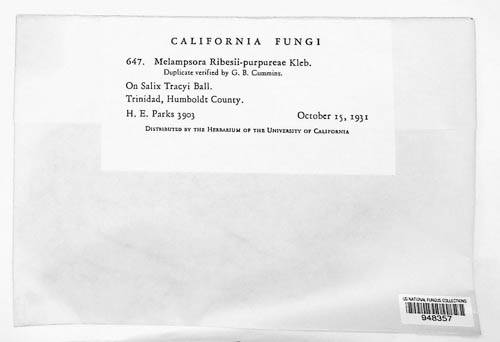 CALIFORNIA FUNGI
647. Melampsora Ribesii-purpureae Kleb.
Duplicate verified by G. B. Cummins.
On Salix Tracyi Ball.
Trinidad, Humboldt County.
H. E. Parks 3903 October 15, 1931
Distributed by the Herbarium of the University of California
US NATIONAL FUNGUS COLLECTIONS
948357